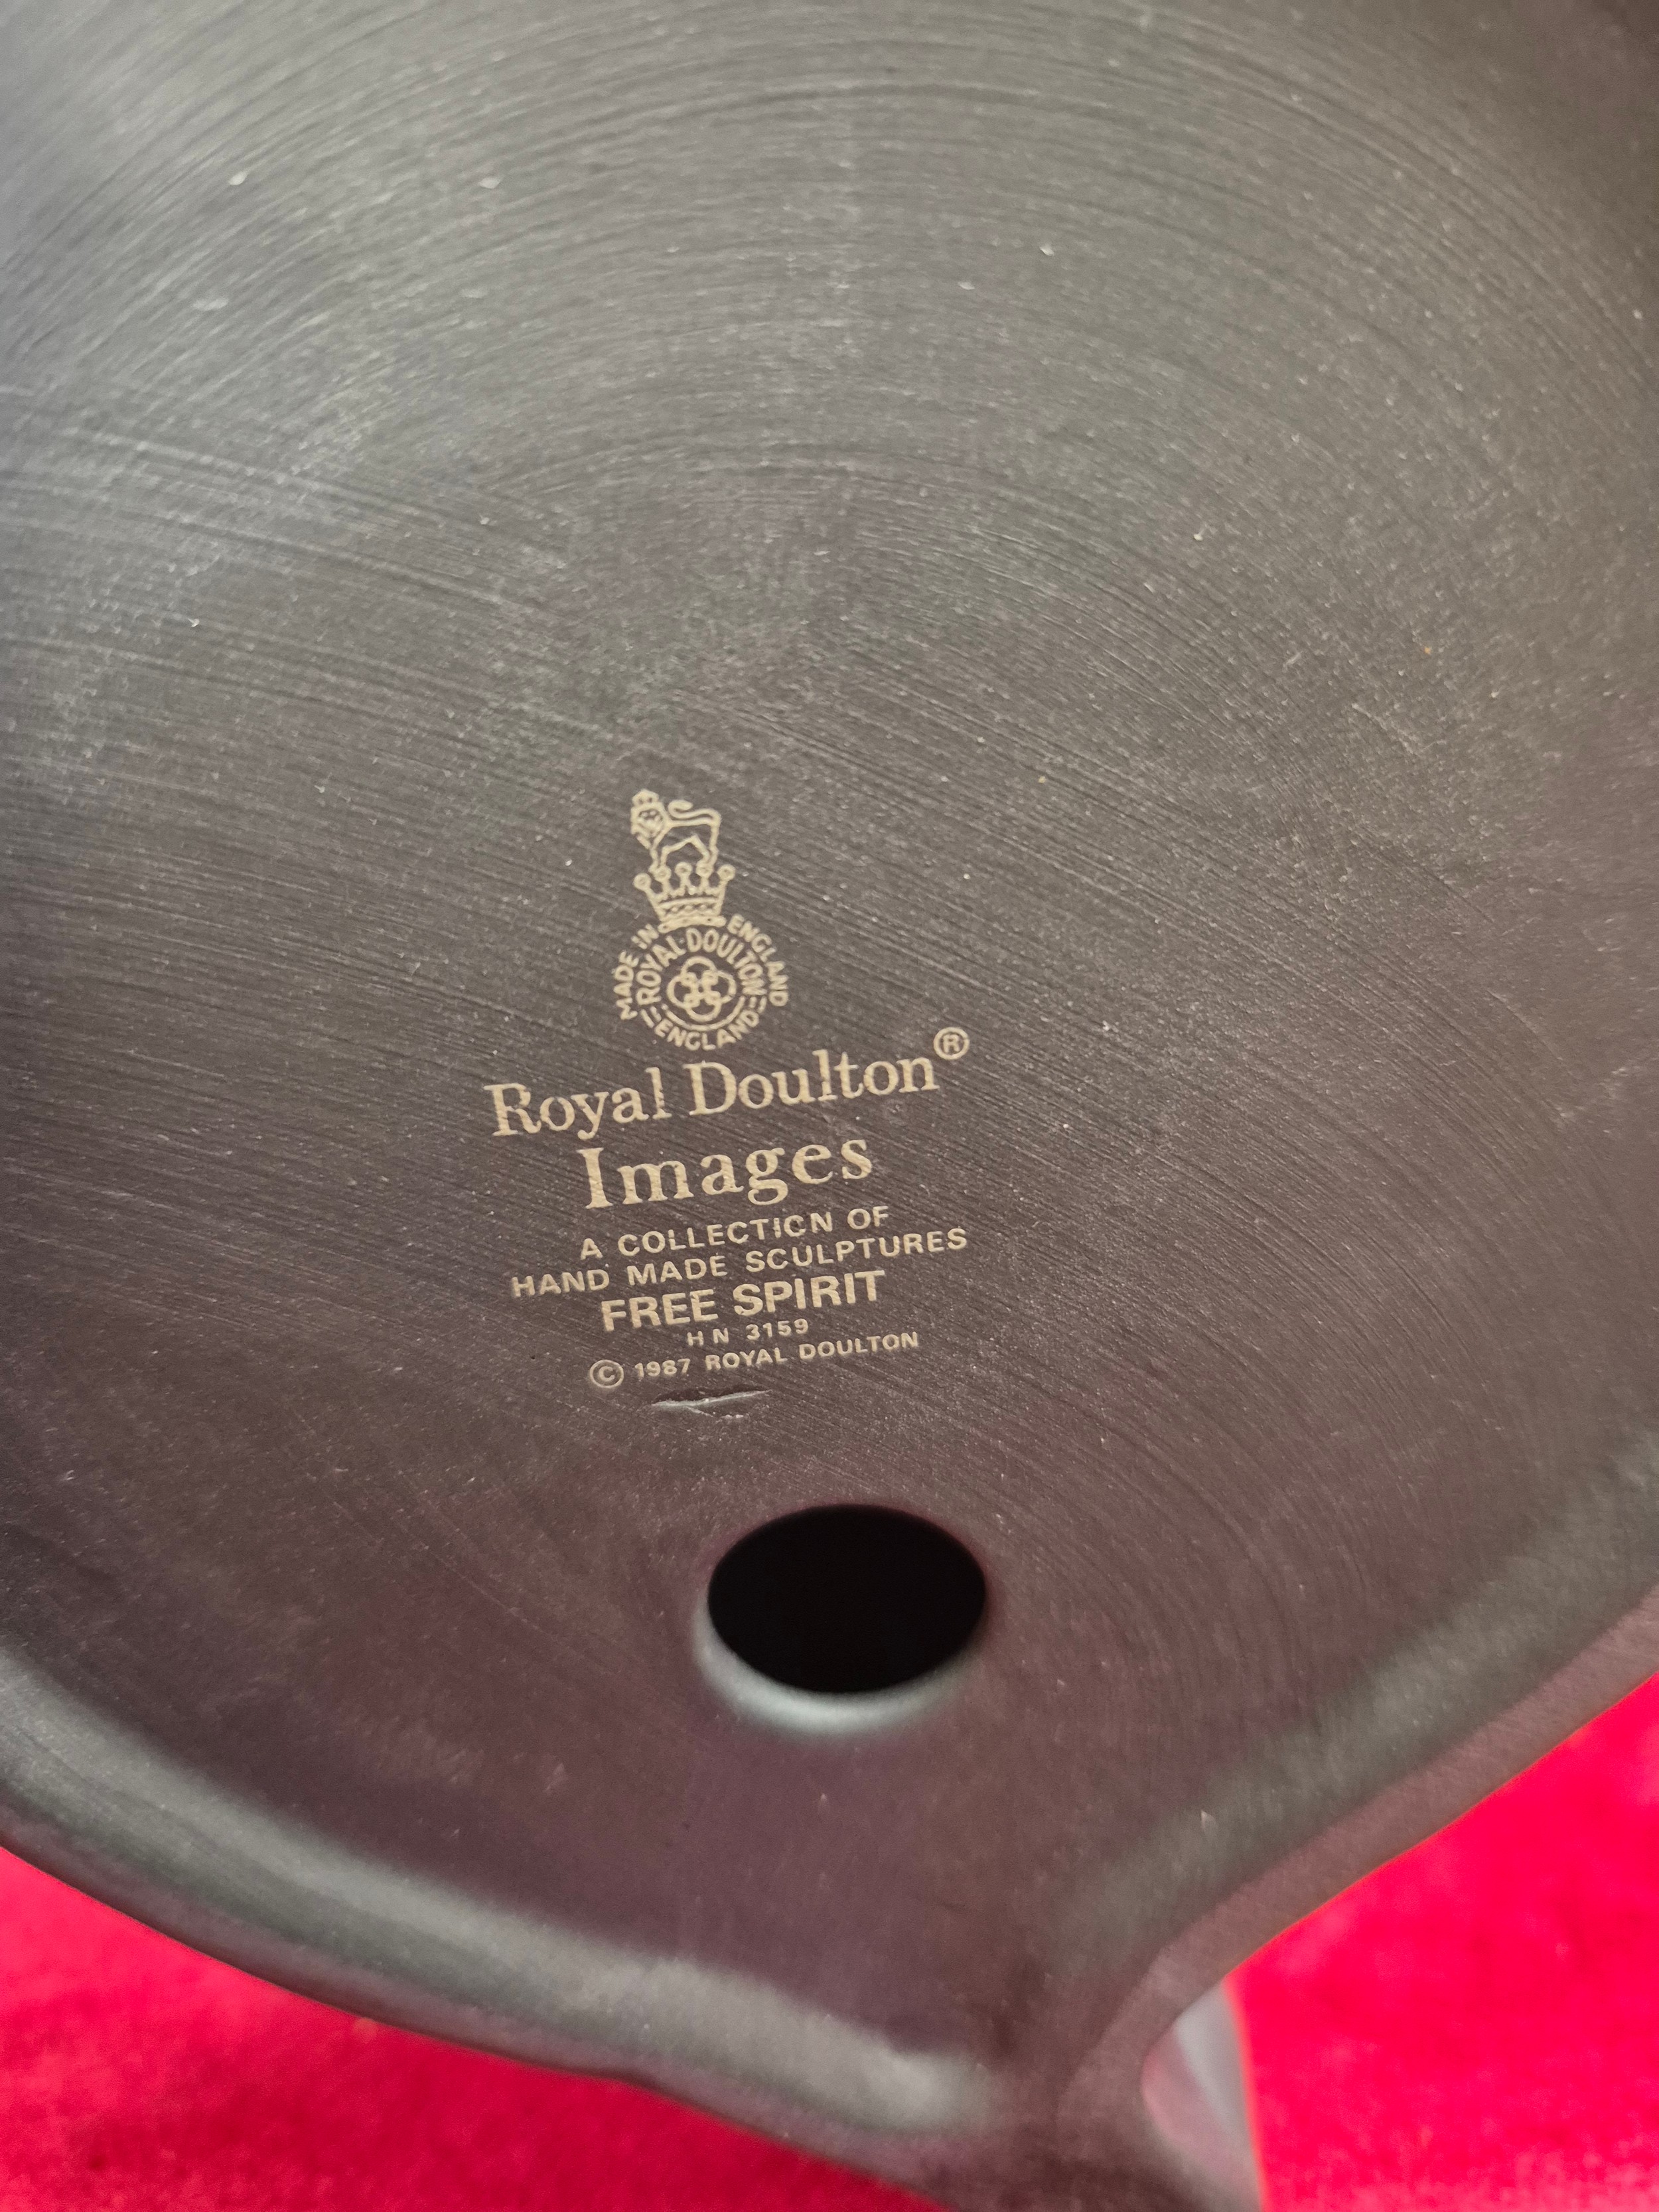 MADE IN ENGLAND
ROYAL·DOULTON
ENGLAND
Royal Doulton®
Images
A COLLECTION OF
HAND MADE SCULPTURES
FREE SPIRIT
HN 3159
© 1987 ROYAL DOULTON